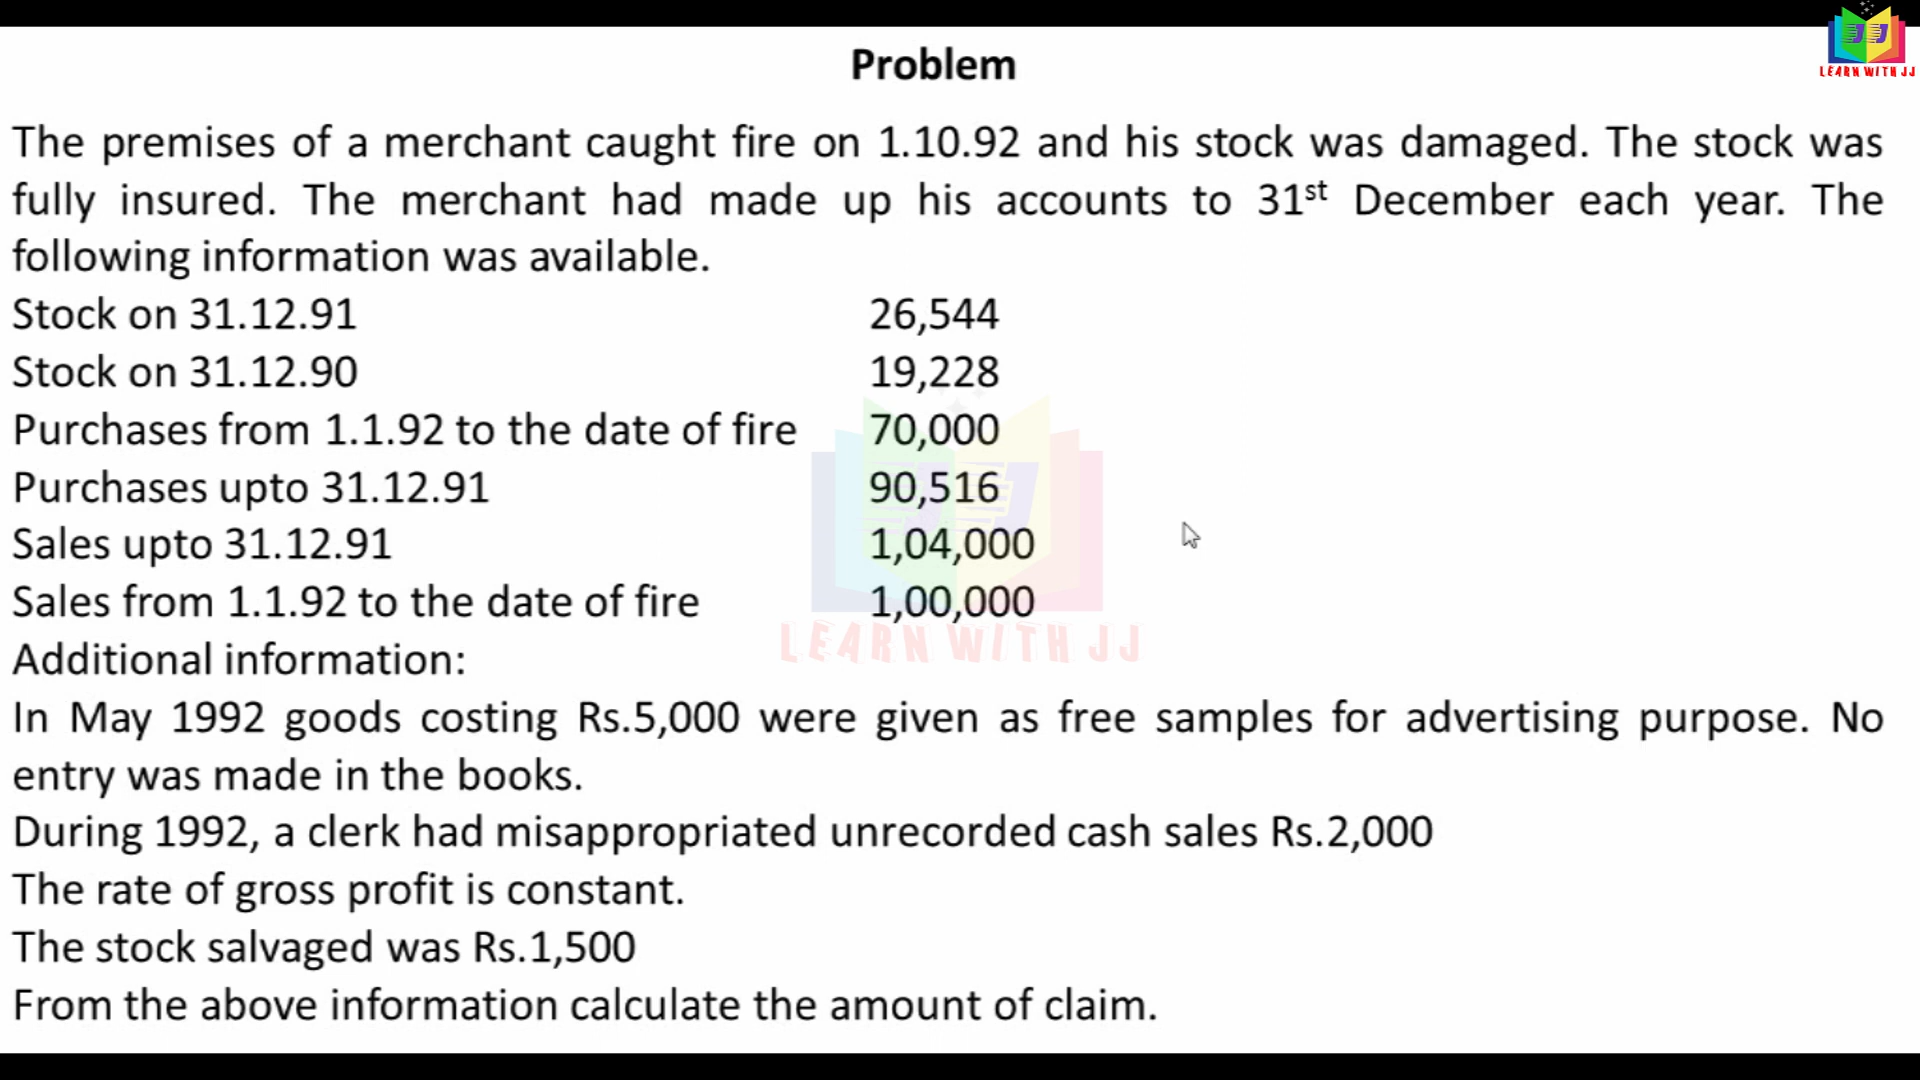 LEARN WITH JJ
Problem
The premises of a merchant caught fire on 1.10.92 and his stock was damaged. The stock was
fully insured. The merchant had made up his accounts to 31st December each year. The
following information was available.
Stock on 31.12.91 26,544
Stock on 31.12.90 19,228
Purchases from 1.1.92 to the date of fire 70,000
Purchases upto 31.12.91 90,516
Sales upto 31.12.91 1,04,000
Sales from 1.1.92 to the date of fire 1,00,000
LEARN WITH JJ
Additional information:
In May 1992 goods costing Rs.5,000 were given as free samples for advertising purpose. No
entry was made in the books.
During 1992, a clerk had misappropriated unrecorded cash sales Rs.2,000
The rate of gross profit is constant.
The stock salvaged was Rs.1,500
From the above information calculate the amount of claim.